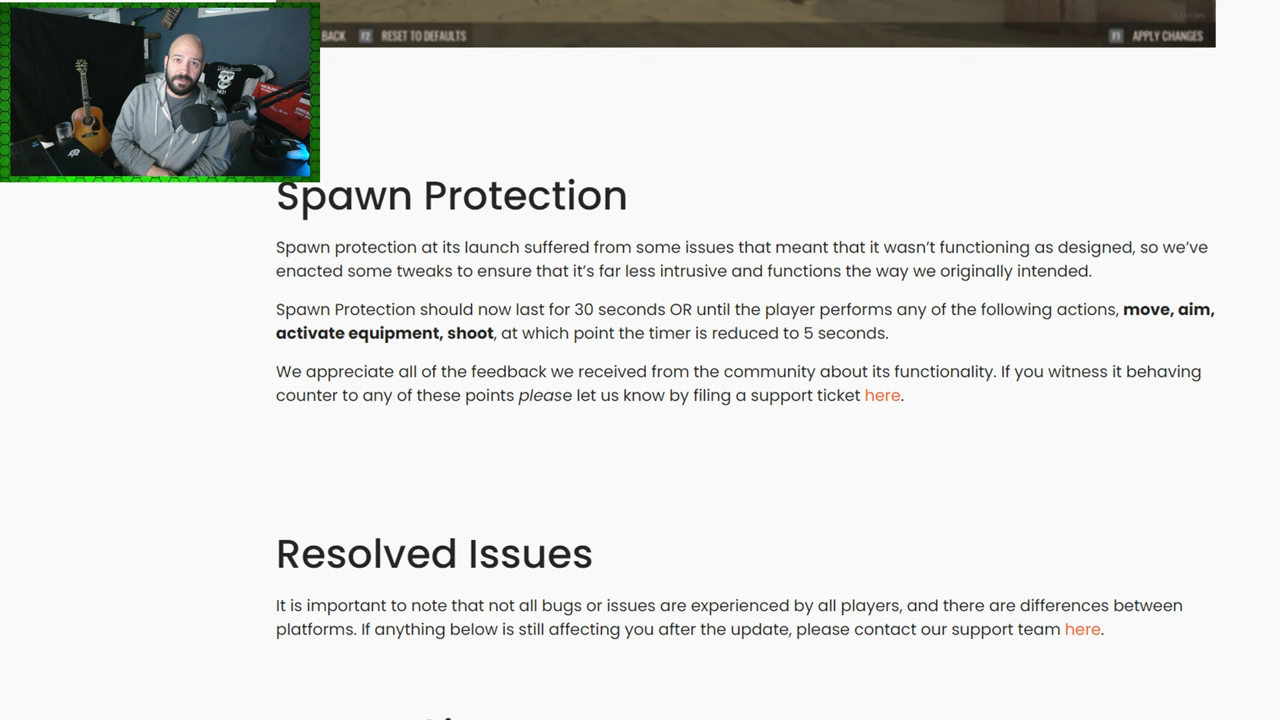 BACK F2 RESET TO DEFAULTS F1 APPLY CHANGES
Spawn Protection
Spawn protection at its launch suffered from some issues that meant that it wasn’t functioning as designed, so we’ve
enacted some tweaks to ensure that it’s far less intrusive and functions the way we originally intended.
Spawn Protection should now last for 30 seconds OR until the player performs any of the following actions, move, aim,
activate equipment, shoot, at which point the timer is reduced to 5 seconds.
We appreciate all of the feedback we received from the community about its functionality. If you witness it behaving
counter to any of these points please let us know by filing a support ticket here.
Resolved Issues
It is important to note that not all bugs or issues are experienced by all players, and there are differences between
platforms. If anything below is still affecting you after the update, please contact our support team here.